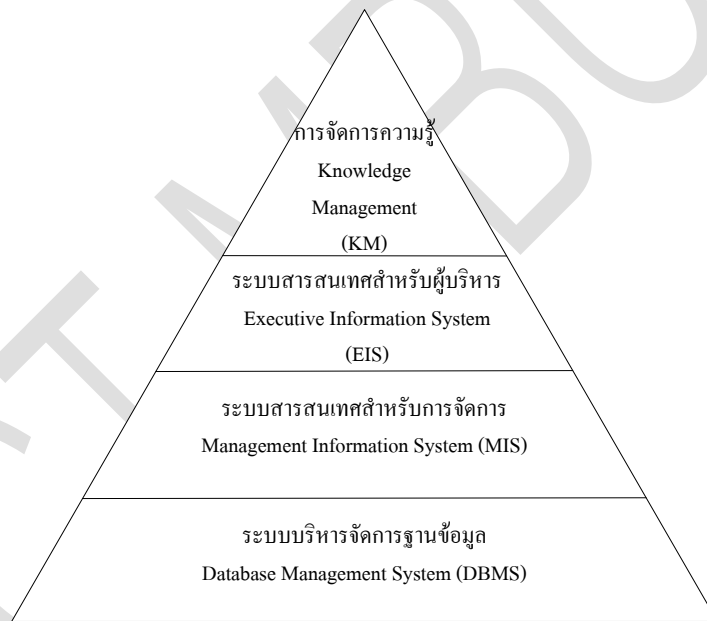 การจัดการความรู้
Knowledge
Management
(KM)
ระบบสารสนเทศสำหรับผู้บริหาร
Executive Information System
(EIS)
ระบบสารสนเทศสำหรับการจัดการ
Management Information System (MIS)
ระบบบริหารจัดการฐานข้อมูล
Database Management System (DBMS)